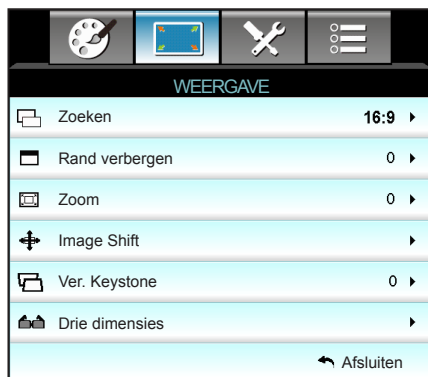 WEERGAVE
Zoeken 16:9
Rand verbergen 0
Zoom 0
Image Shift
Ver. Keystone 0
Drie dimensies
Afsluiten